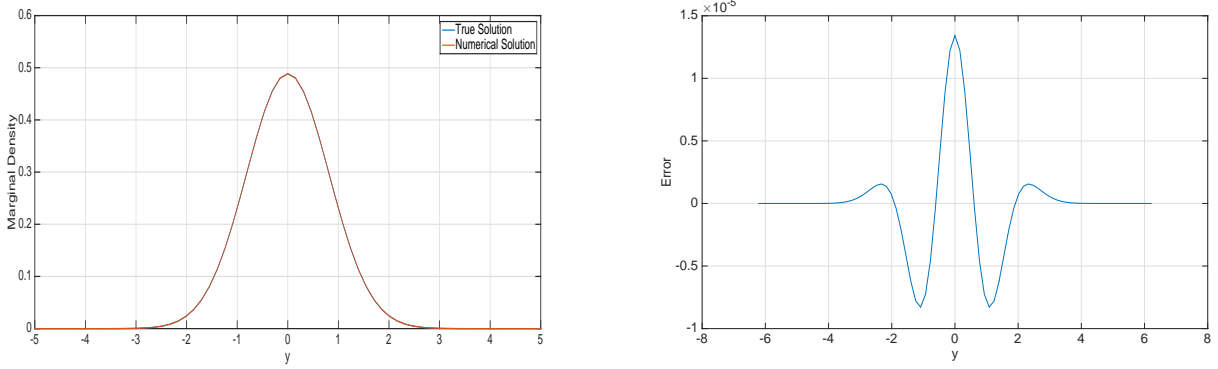 0.6
0.5
0.4
0.3
0.2
0.1
0
Marginal Density
True Solution
Numerical Solution
-5 -4 -3 -2 -1 0 1 2 3 4 5
y
×10-5
1.5
1
0.5
0
-0.5
-1
Error
-8 -6 -4 -2 0 2 4 6 8
y